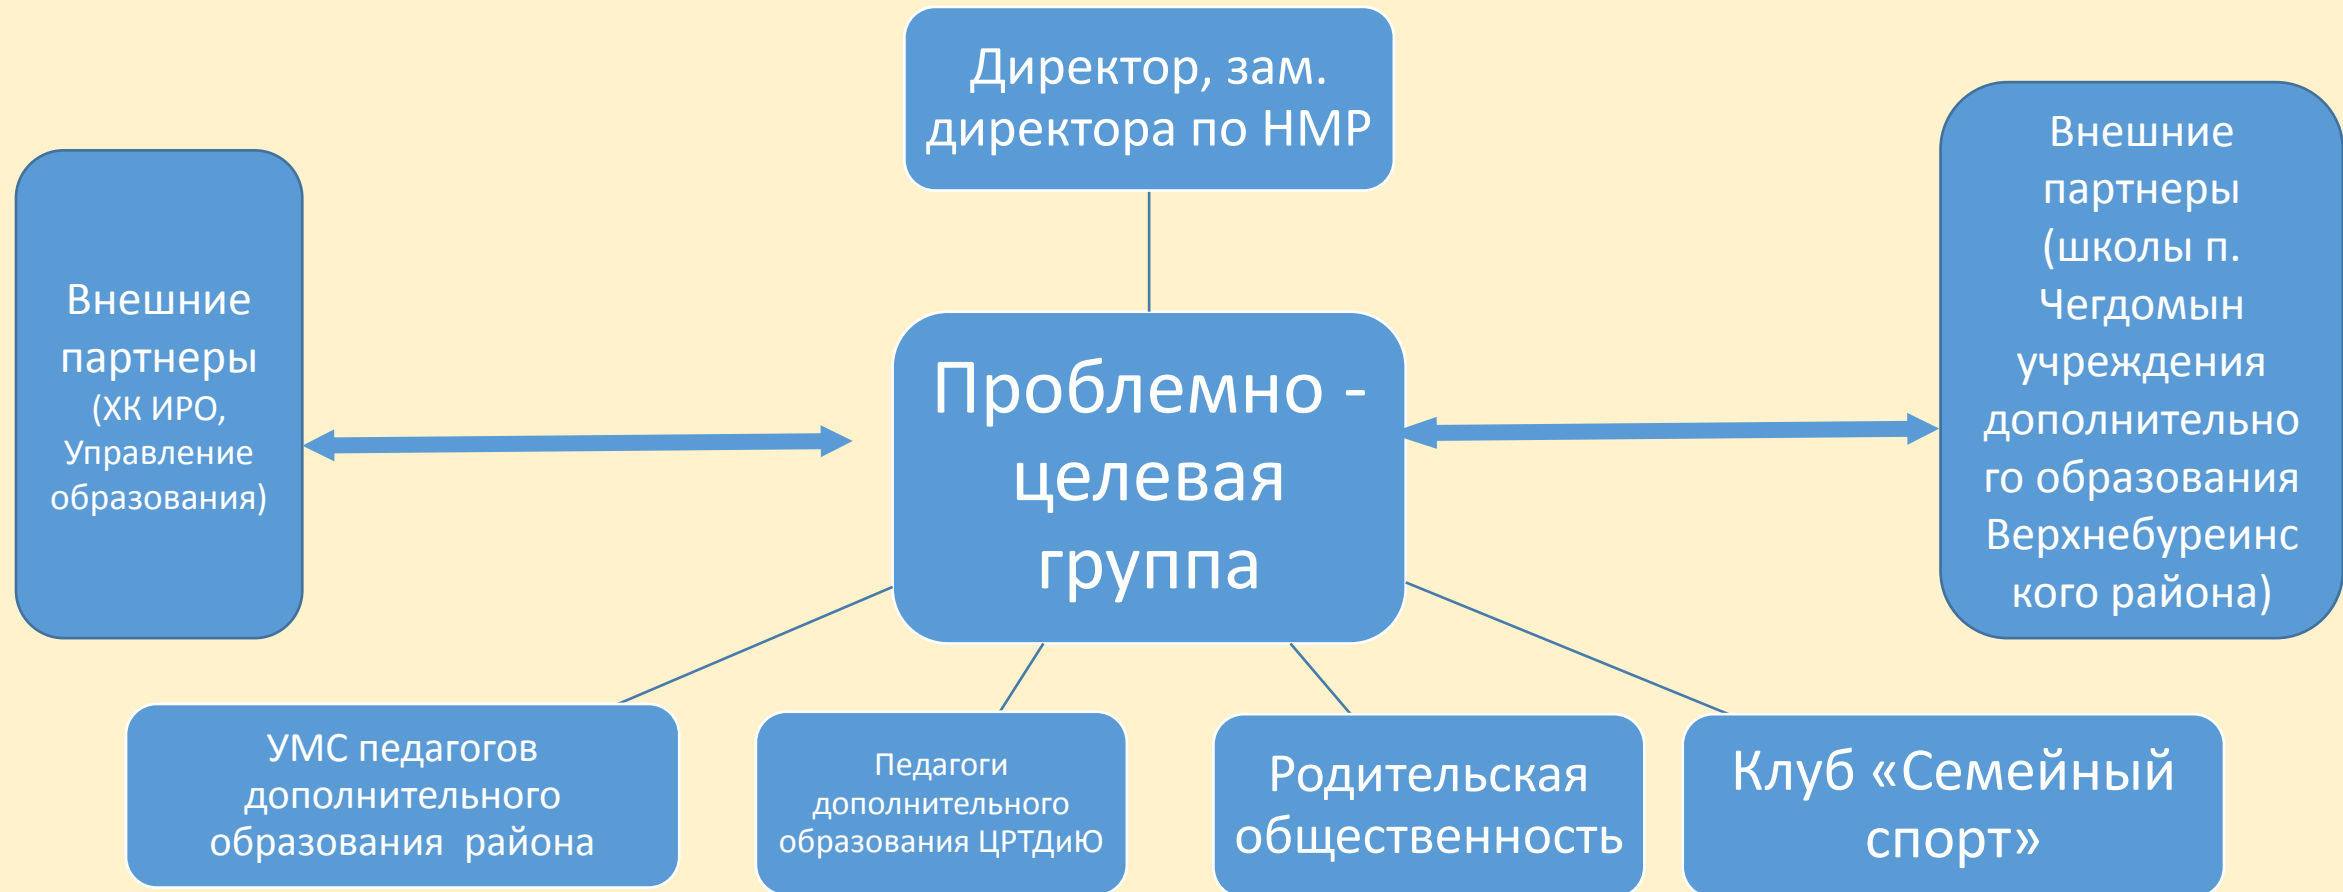 Директор, зам.
директора по НМР
Внешние
партнеры
(ХК ИРО,
Управление
образования)
Проблемно -
целевая
группа
Внешние
партнеры
(школы п.
Чегдомын
учреждения
дополнительно
го образования
Верхнебуреинс
кого района)
УМС педагогов
дополнительного
образования района
Педагоги
дополнительного
образования ЦРТДиЮ
Родительская
общественность
Клуб «Семейный
спорт»